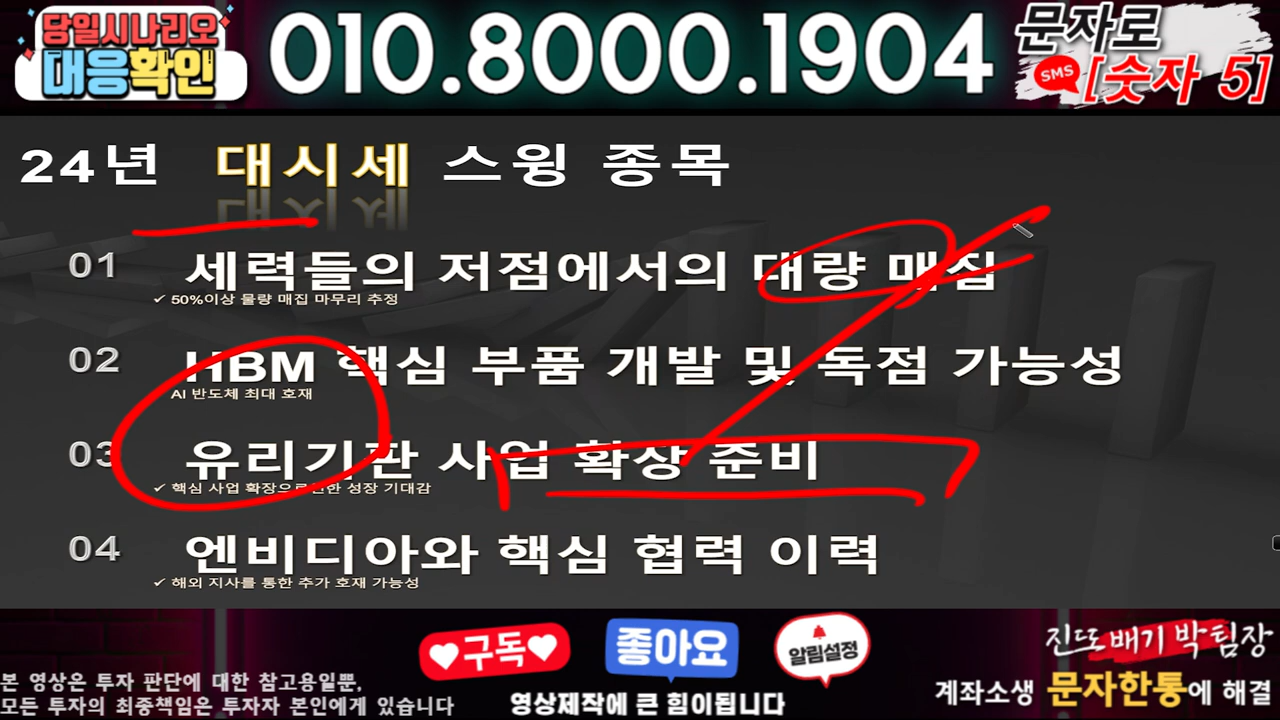 당일시나리오
대응확인
010.8000.1904
문자로
SMS
[숫자 5]
24년 대시세 스윙 종목
01 세력들의 저점에서의 대량 매집
✓ 50%이상 물량 매집 마무리 추정
02 HBM 핵심 부품 개발 및 독점 가능성
AI 반도체 최대 호재
03 유리기판 사업 확장 준비
✓ 핵심 사업 확장으로인한 성장 기대감
04 엔비디아와 핵심 협력 이력
✓ 해외 지사를 통한 추가 호재 가능성
구독
좋아요
알림설정
영상제작에 큰 힘이됩니다
본 영상은 투자 판단에 대한 참고용일뿐,
모든 투자의 최종책임은 투자자 본인에게 있습니다
진또배기 박팀장
계좌소생 문자한통에 해결